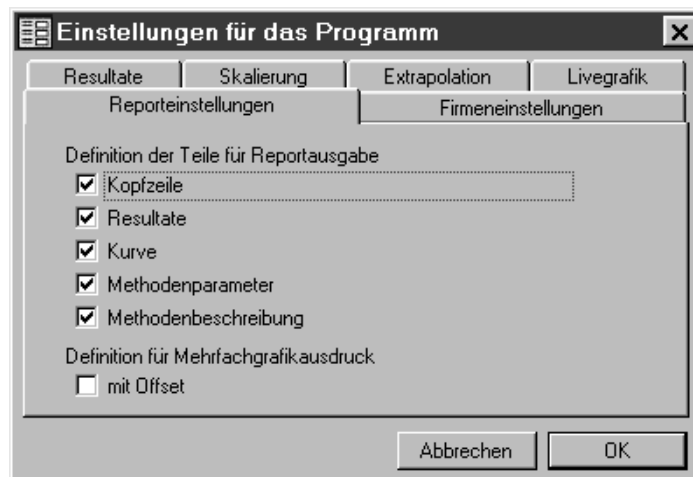 Einstellungen für das Programm
Resultate Skalierung Extrapolation Livegrafik
Reporteinstellungen Firmeneinstellungen
Definition der Teile für Reportausgabe
Kopfzeile
Resultate
Kurve
Methodenparameter
Methodenbeschreibung
Definition für Mehrfachgrafikausdruck
mit Offset
Abbrechen OK